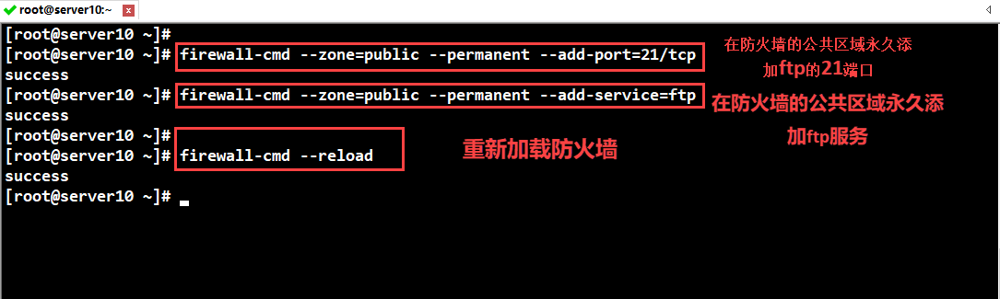 root@server10:~
[root@server10 ~]#
[root@server10 ~]# firewall-cmd --zone=public --permanent --add-port=21/tcp
success
[root@server10 ~]# firewall-cmd --zone=public --permanent --add-service=ftp
success
[root@server10 ~]#
[root@server10 ~]# firewall-cmd --reload
success
[root@server10 ~]#
在防火墙的公共区域永久添
加ftp的21端口
在防火墙的公共区域永久添
加ftp服务
重新加载防火墙